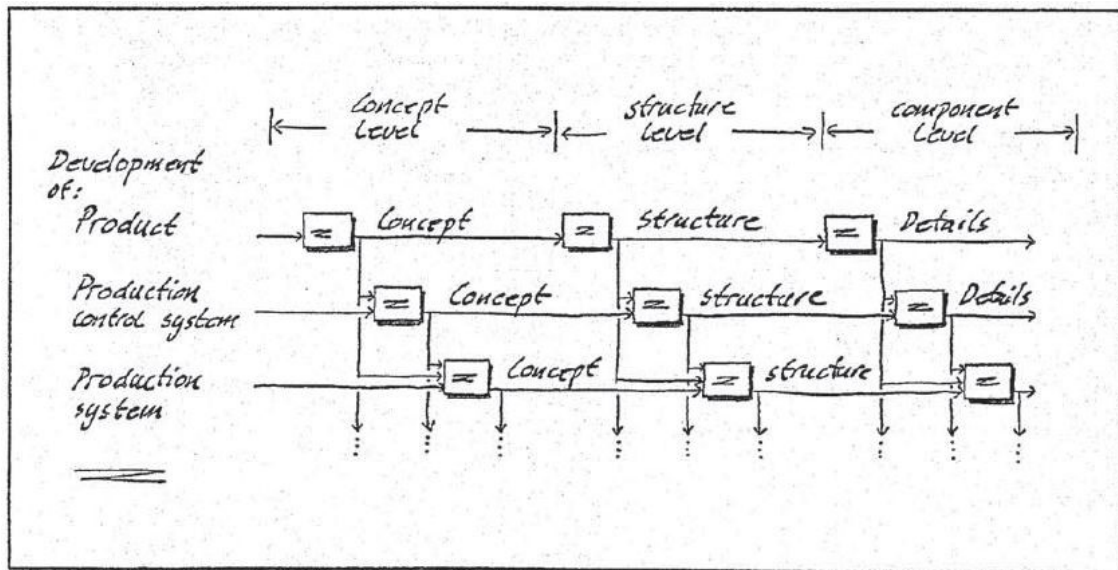 Concept structure component
Level Level Level
Development
of:
Product Concept structure Details
Production
control system Concept structure Details
Production
system Concept structure